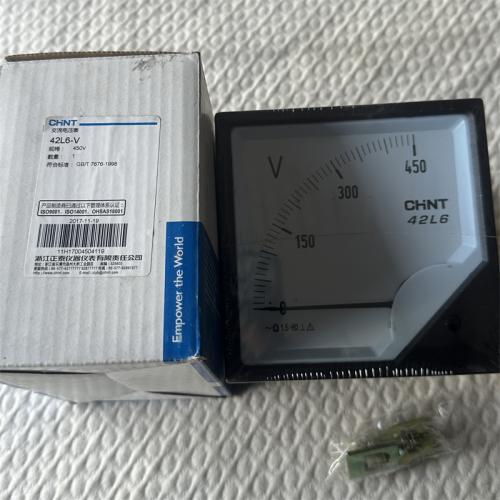 CHNT
交流电压表
42L6-V
规格： 450V
数量： 1
符合标准： GB/T 7676-1998
产品制造商已通过以下管理体系认证：
ISO9001、ISO14001、OHSAS18001
2017-11-19
11H17004504119
浙江正泰仪器仪表有限责任公司
Empower the World
V
450
300
150
0
CHNT
42L6